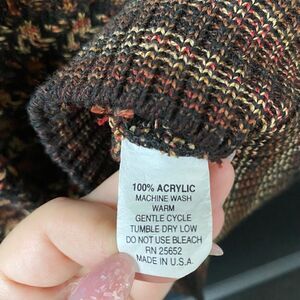 100% ACRYLIC
MACHINE WASH
WARM
GENTLE CYCLE
TUMBLE DRY LOW
DO NOT USE BLEACH
RN 25652
MADE IN U.S.A.